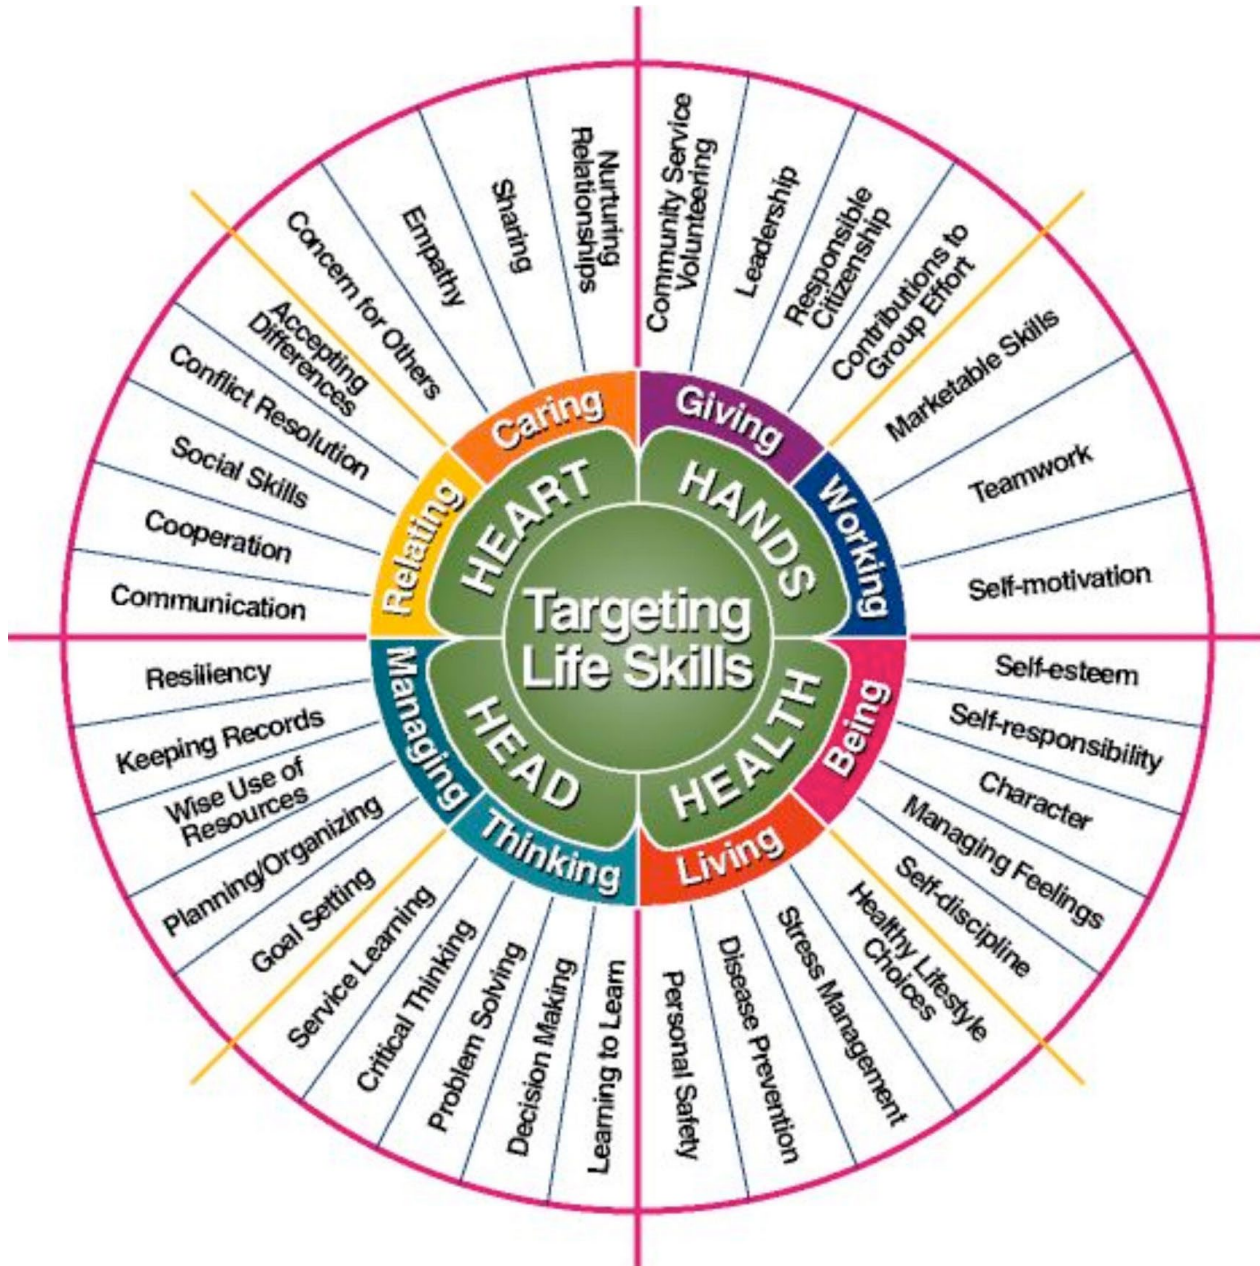 Targeting
Life Skills
HEART
HANDS
HEALTH
HEAD
Caring
Giving
Working
Being
Living
Thinking
Managing
Relating
Community Service
Volunteering
Leadership
Responsible
Citizenship
Contributions to
Group Effort
Marketable Skills
Teamwork
Self-motivation
Self-esteem
Self-responsibility
Character
Managing Feelings
Self-discipline
Healthy Lifestyle
Choices
Stress Management
Disease Prevention
Personal Safety
Learning to Learn
Decision Making
Problem Solving
Critical Thinking
Service Learning
Goal Setting
Planning/Organizing
Wise Use of
Resources
Keeping Records
Resiliency
Communication
Cooperation
Social Skills
Conflict Resolution
Accepting
Differences
Concern for Others
Empathy
Sharing
Nurturing
Relationships